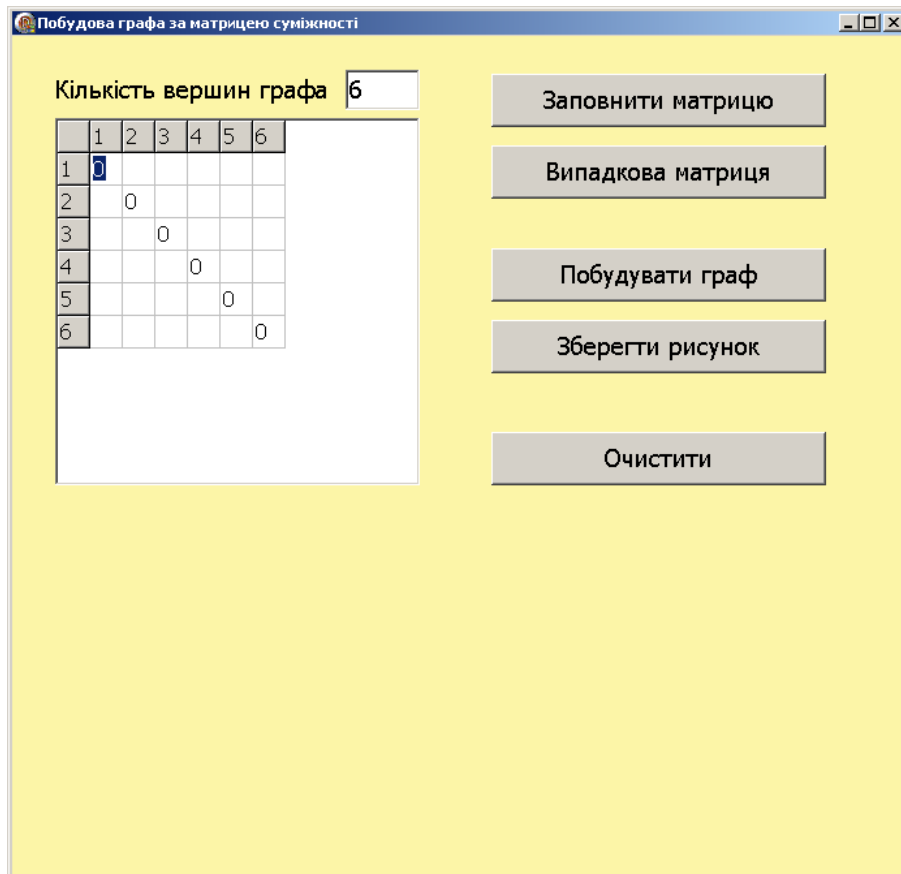 Побудова графа за матрицею суміжності
Кількість вершин графа 6
1 2 3 4 5 6
1 0
2 0
3 0
4 0
5 0
6 0
Заповнити матрицю
Випадкова матриця
Побудувати граф
Зберегти рисунок
Очистити